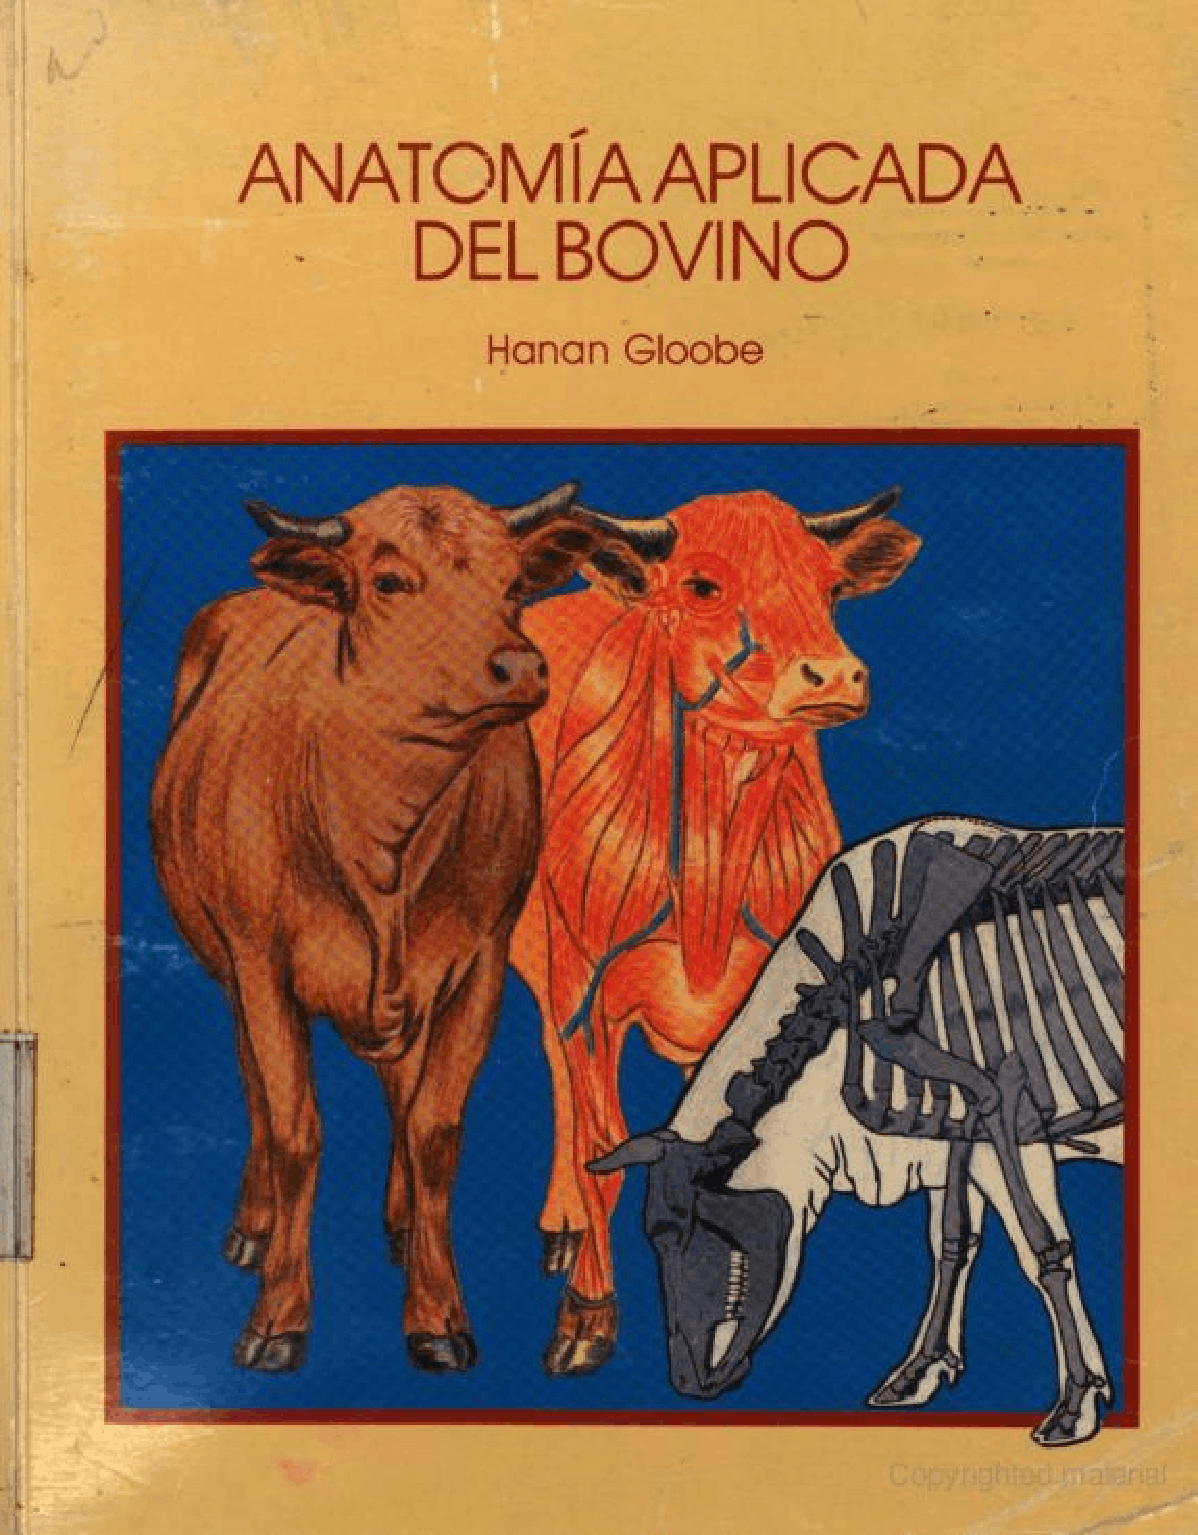 ANATOMÍA APLICADA
DEL BOVINO
Hanan Gloobe
Copyrighted material